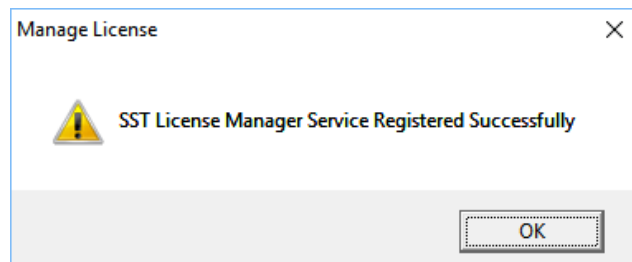 Manage License
SST License Manager Service Registered Successfully
OK